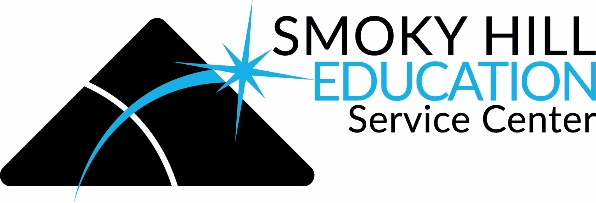 SMOKY HILL
EDUCATION
Service Center